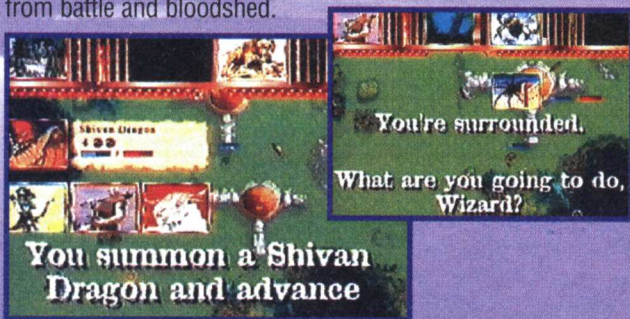 from battle and bloodshed.
Shivan Dragon
You summon a Shivan
Dragon and advance
You're surrounded.
What are you going to do,
Wizard?